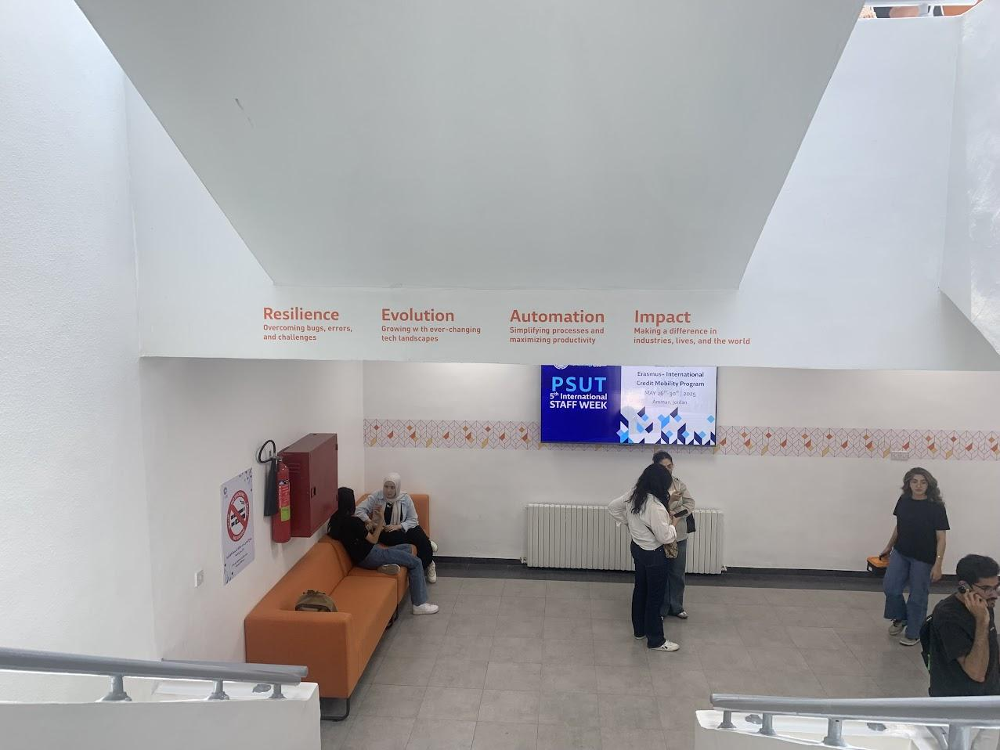 Resilience
Overcoming bugs, errors,
and challenges
Evolution
Growing w th ever-changing
tech landscapes
Automation
Simplifying processes and
maximizing productivity
Impact
Making a difference in
industries, lives, and the world
PSUT
5th International
STAFF WEEK
Erasmus+ International
Credit Mobility Program
MAY 26th-30th | 2025
Amman, Jordan